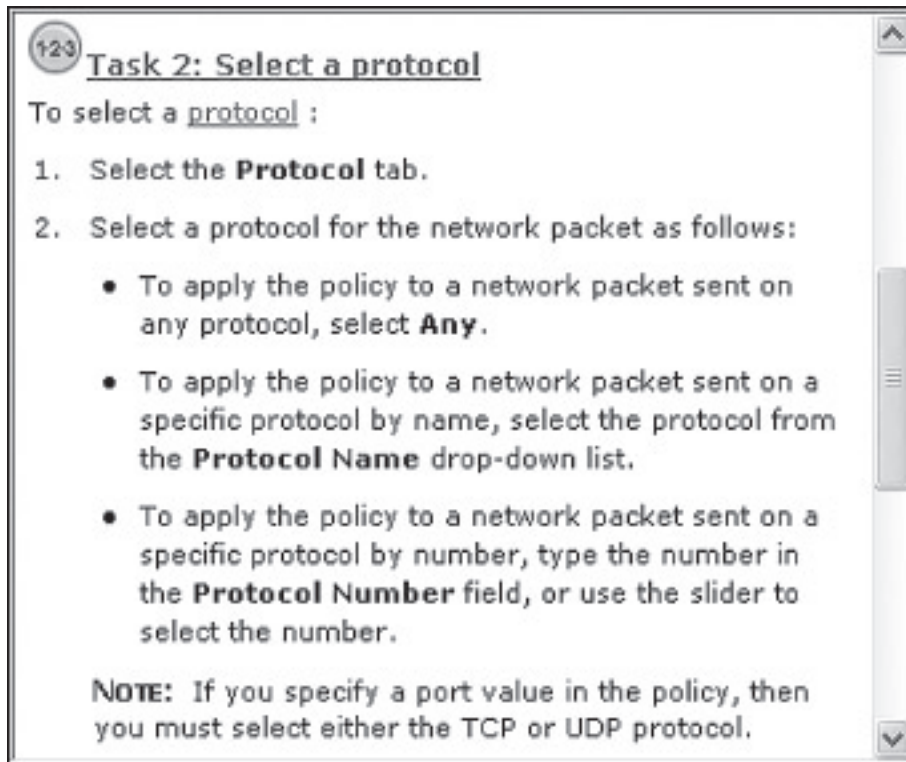 1-2-3
Task 2: Select a protocol
To select a protocol :
1. Select the Protocol tab.
2. Select a protocol for the network packet as follows:
• To apply the policy to a network packet sent on
any protocol, select Any.
• To apply the policy to a network packet sent on a
specific protocol by name, select the protocol from
the Protocol Name drop-down list.
• To apply the policy to a network packet sent on a
specific protocol by number, type the number in
the Protocol Number field, or use the slider to
select the number.
NOTE: If you specify a port value in the policy, then
you must select either the TCP or UDP protocol.